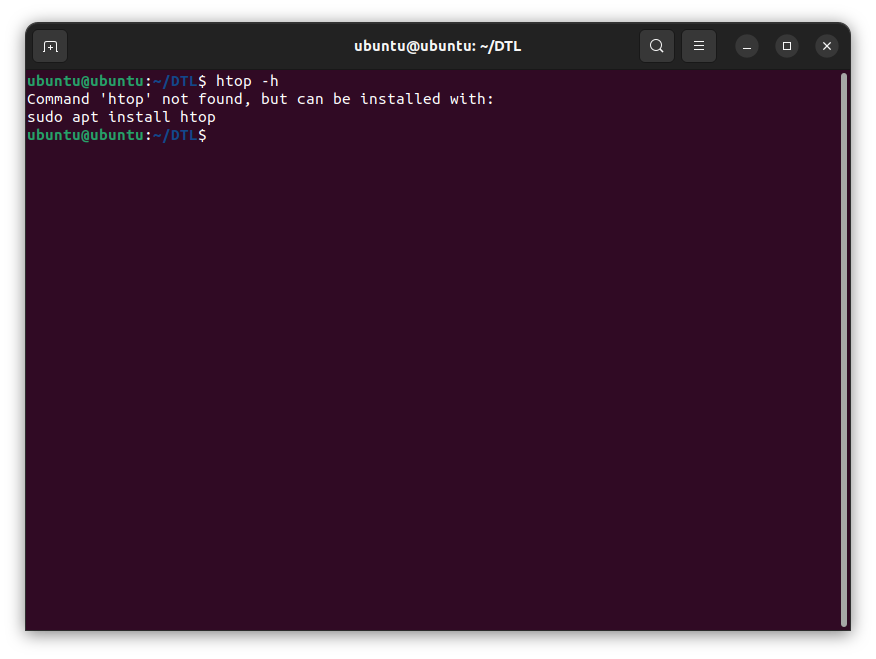 ubuntu@ubuntu: ~/DTL
ubuntu@ubuntu:~/DTL$ htop -h
Command 'htop' not found, but can be installed with:
sudo apt install htop
ubuntu@ubuntu:~/DTL$